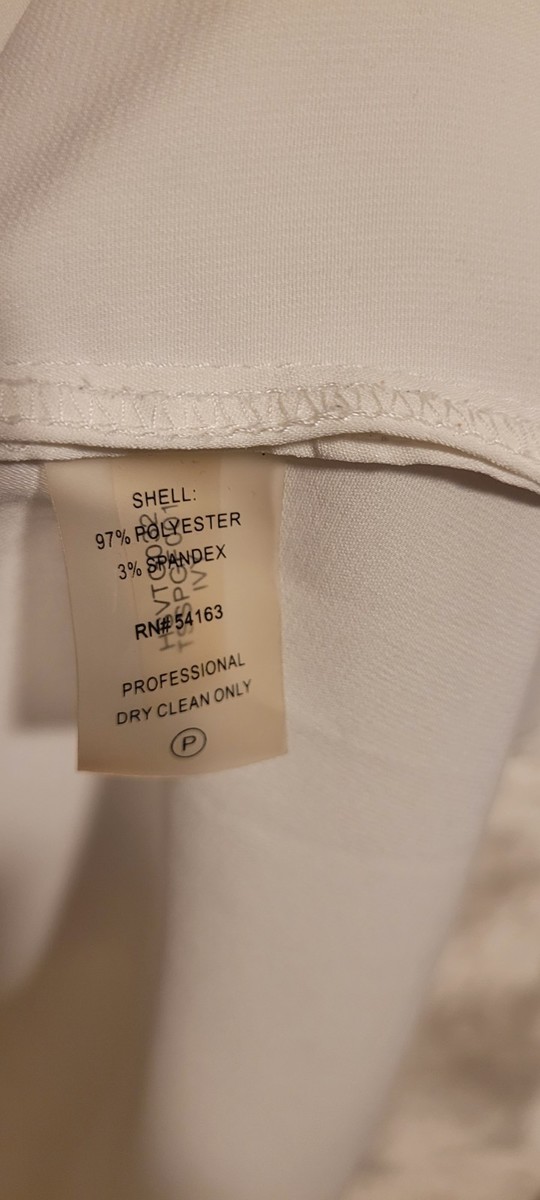 SHELL:
97% POLYESTER
3% SPANDEX
RN# 54163
PROFESSIONAL
DRY CLEAN ONLY
P